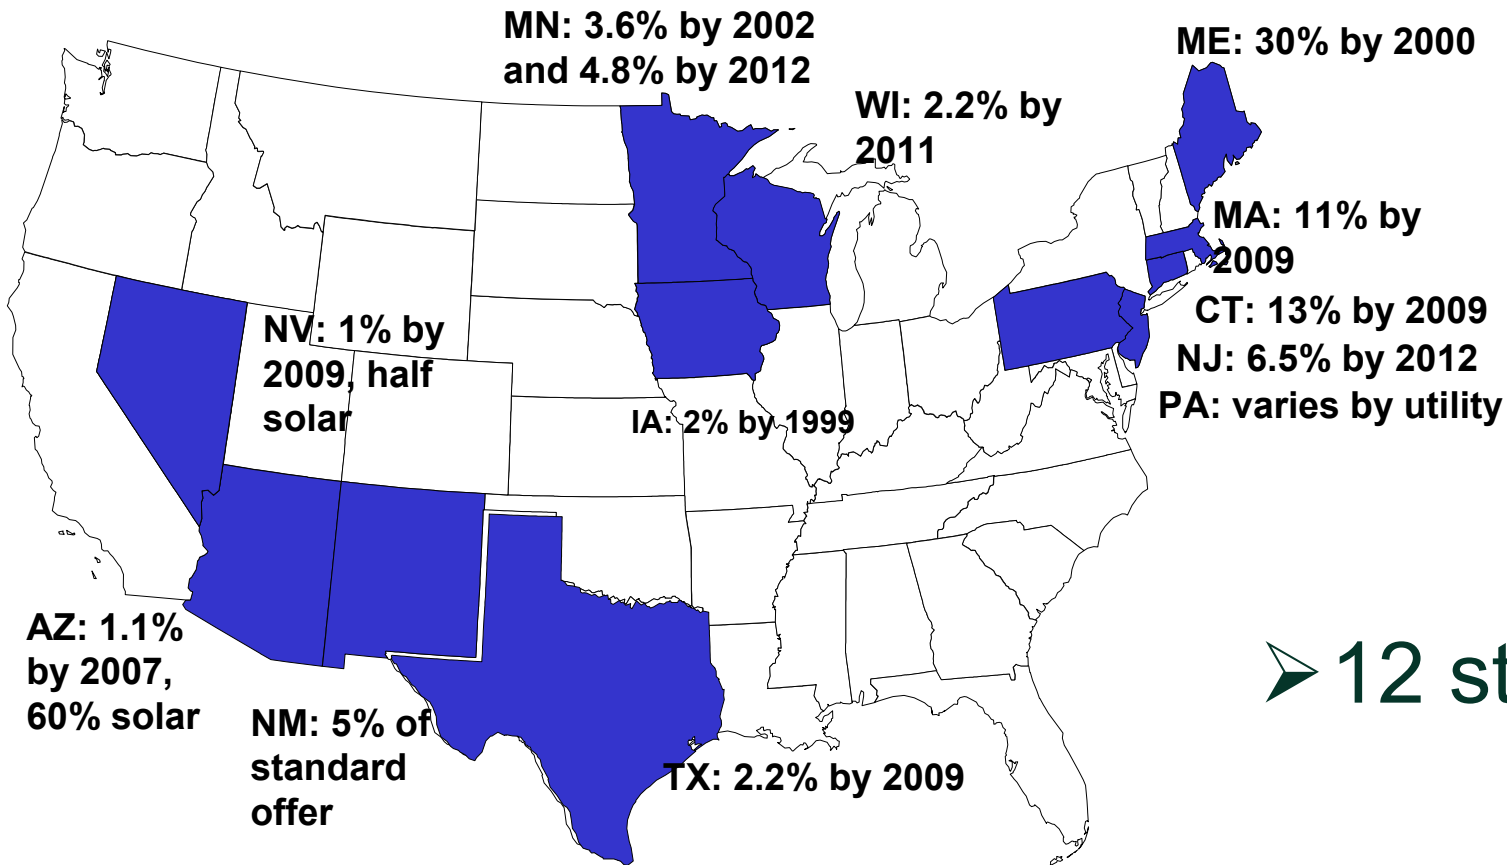 MN: 3.6% by 2002
and 4.8% by 2012
ME: 30% by 2000
WI: 2.2% by
2011
MA: 11% by
2009
CT: 13% by 2009
NJ: 6.5% by 2012
PA: varies by utility
NV: 1% by
2009, half
solar
IA: 2% by 1999
AZ: 1.1%
by 2007,
60% solar
NM: 5% of
standard
offer
TX: 2.2% by 2009
➢12 st